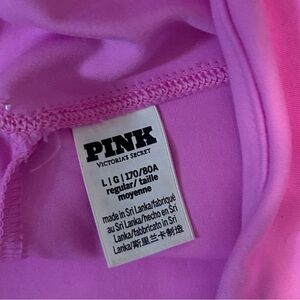 PINK
VICTORIA'S SECRET
L|G|170/80A
regular/ taille
moyenne
made in Sri Lanka/fabriqué
au Sri Lanka/hecho en Sri
Lanka/fabbricato in Sri
Lanka/斯里兰卡制造